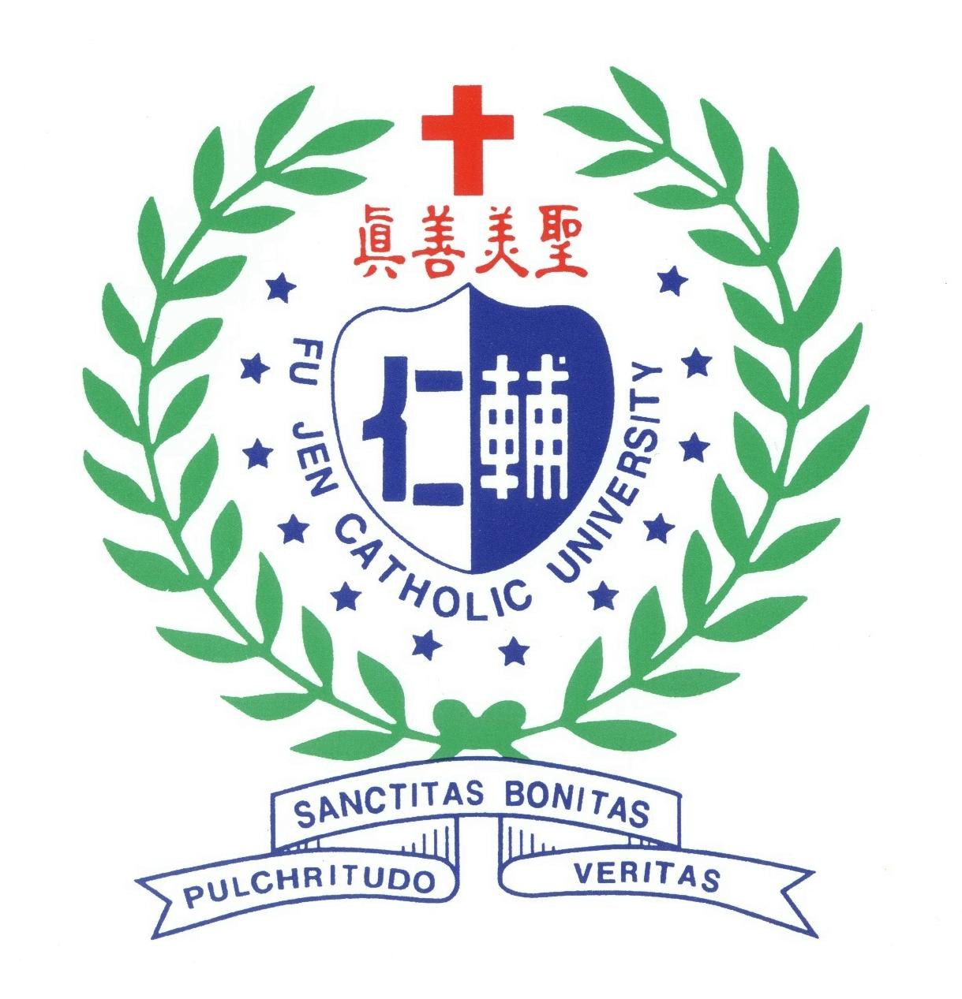 眞善美聖
仁輔
FU JEN CATHOLIC UNIVERSITY
SANCTITAS BONITAS
PULCHRITUDO VERITAS